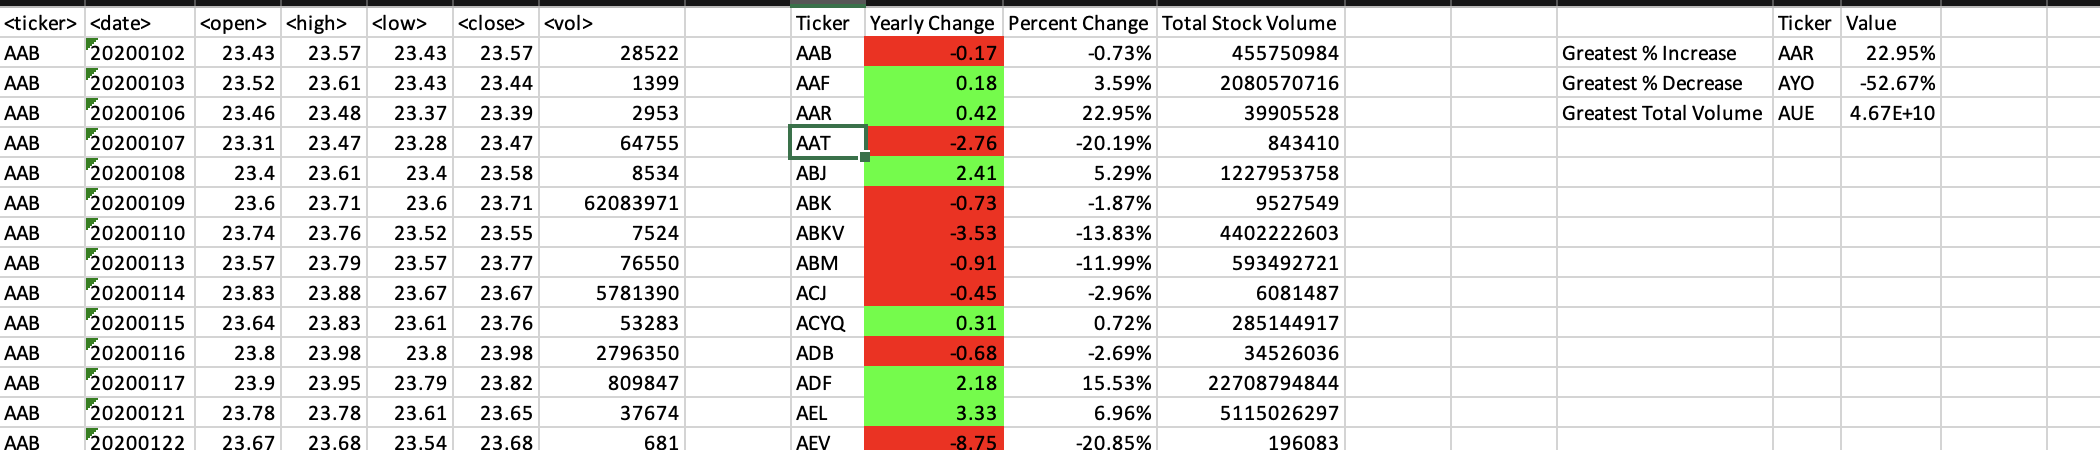 <ticker> <date> <open> <high> <low> <close> <vol> Ticker Yearly Change Percent Change Total Stock Volume Ticker Value
AAB 20200102 23.43 23.57 23.43 23.57 28522 AAB -0.17 -0.73% 455750984 Greatest % Increase AAR 22.95%
AAB 20200103 23.52 23.61 23.43 23.44 1399 AAF 0.18 3.59% 2080570716 Greatest % Decrease AYO -52.67%
AAB 20200106 23.46 23.48 23.37 23.39 2953 AAR 0.42 22.95% 39905528 Greatest Total Volume AUE 4.67E+10
AAB 20200107 23.31 23.47 23.28 23.47 64755 AAT -2.76 -20.19% 843410
AAB 20200108 23.4 23.61 23.4 23.58 8534 ABJ 2.41 5.29% 1227953758
AAB 20200109 23.6 23.71 23.6 23.71 62083971 ABK -0.73 -1.87% 9527549
AAB 20200110 23.74 23.76 23.52 23.55 7524 ABKV -3.53 -13.83% 4402222603
AAB 20200113 23.57 23.79 23.57 23.77 76550 ABM -0.91 -11.99% 593492721
AAB 20200114 23.83 23.88 23.67 23.67 5781390 ACJ -0.45 -2.96% 6081487
AAB 20200115 23.64 23.83 23.61 23.76 53283 ACYQ 0.31 0.72% 285144917
AAB 20200116 23.8 23.98 23.8 23.98 2796350 ADB -0.68 -2.69% 34526036
AAB 20200117 23.9 23.95 23.79 23.82 809847 ADF 2.18 15.53% 22708794844
AAB 20200121 23.78 23.78 23.61 23.65 37674 AEL 3.33 6.96% 5115026297
AAB 20200122 23.67 23.68 23.54 23.68 681 AEV -8.75 -20.85% 196083